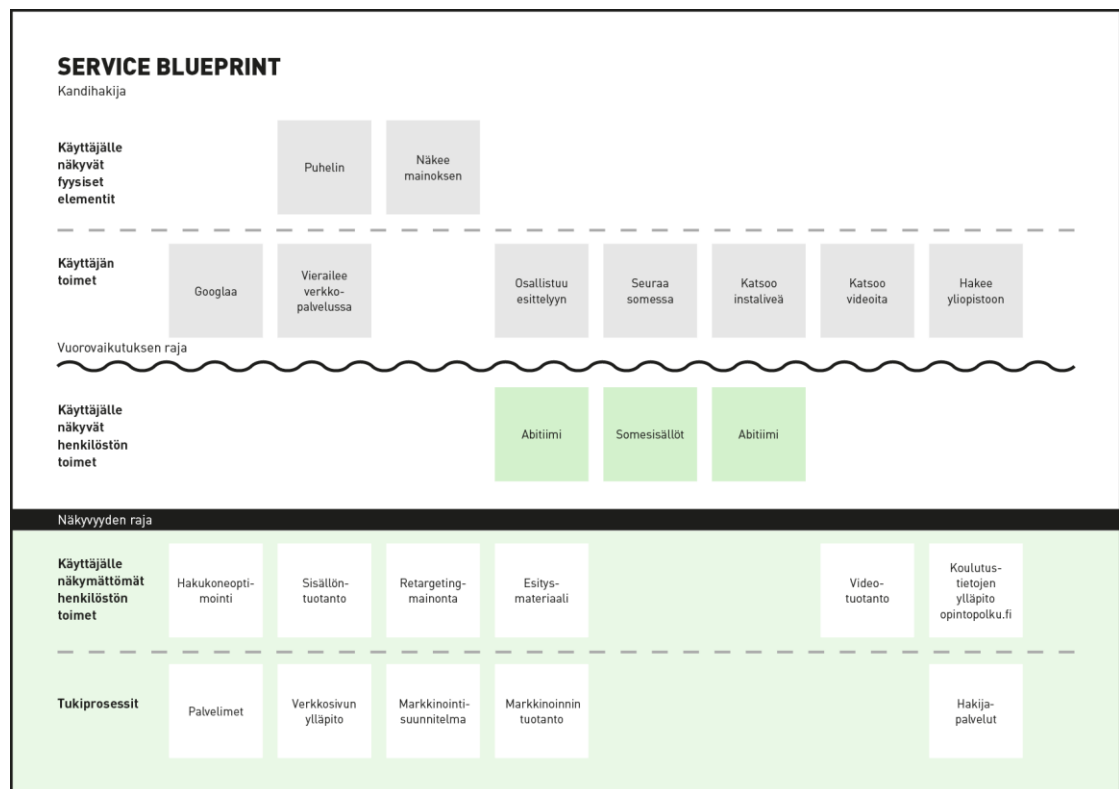 SERVICE BLUEPRINT
Kandihakija
Käyttäjälle
näkyvät
fyysiset
elementit
Puhelin
Näkee
mainoksen
Käyttäjän
toimet
Googlaa
Vierailee
verkko-
palvelussa
Osallistuu
esittelyyn
Seuraa
somessa
Katsoo
instaliveä
Katsoo
videoita
Hakee
yliopistoon
Vuorovaikutuksen raja
Käyttäjälle
näkyvät
henkilöstön
toimet
Abitiimi
Somesisällöt
Abitiimi
Näkyvyyden raja
Käyttäjälle
näkymättömät
henkilöstön
toimet
Hakukoneopti-
mointi
Sisällön-
tuotanto
Retargeting-
mainonta
Esitys-
materiaali
Video-
tuotanto
Koulutus-
tietojen
ylläpito
opintopolku.fi
Tukiprosessit
Palvelimet
Verkkosivun
ylläpito
Markkinointi-
suunnitelma
Markkinoinnin
tuotanto
Hakija-
palvelut